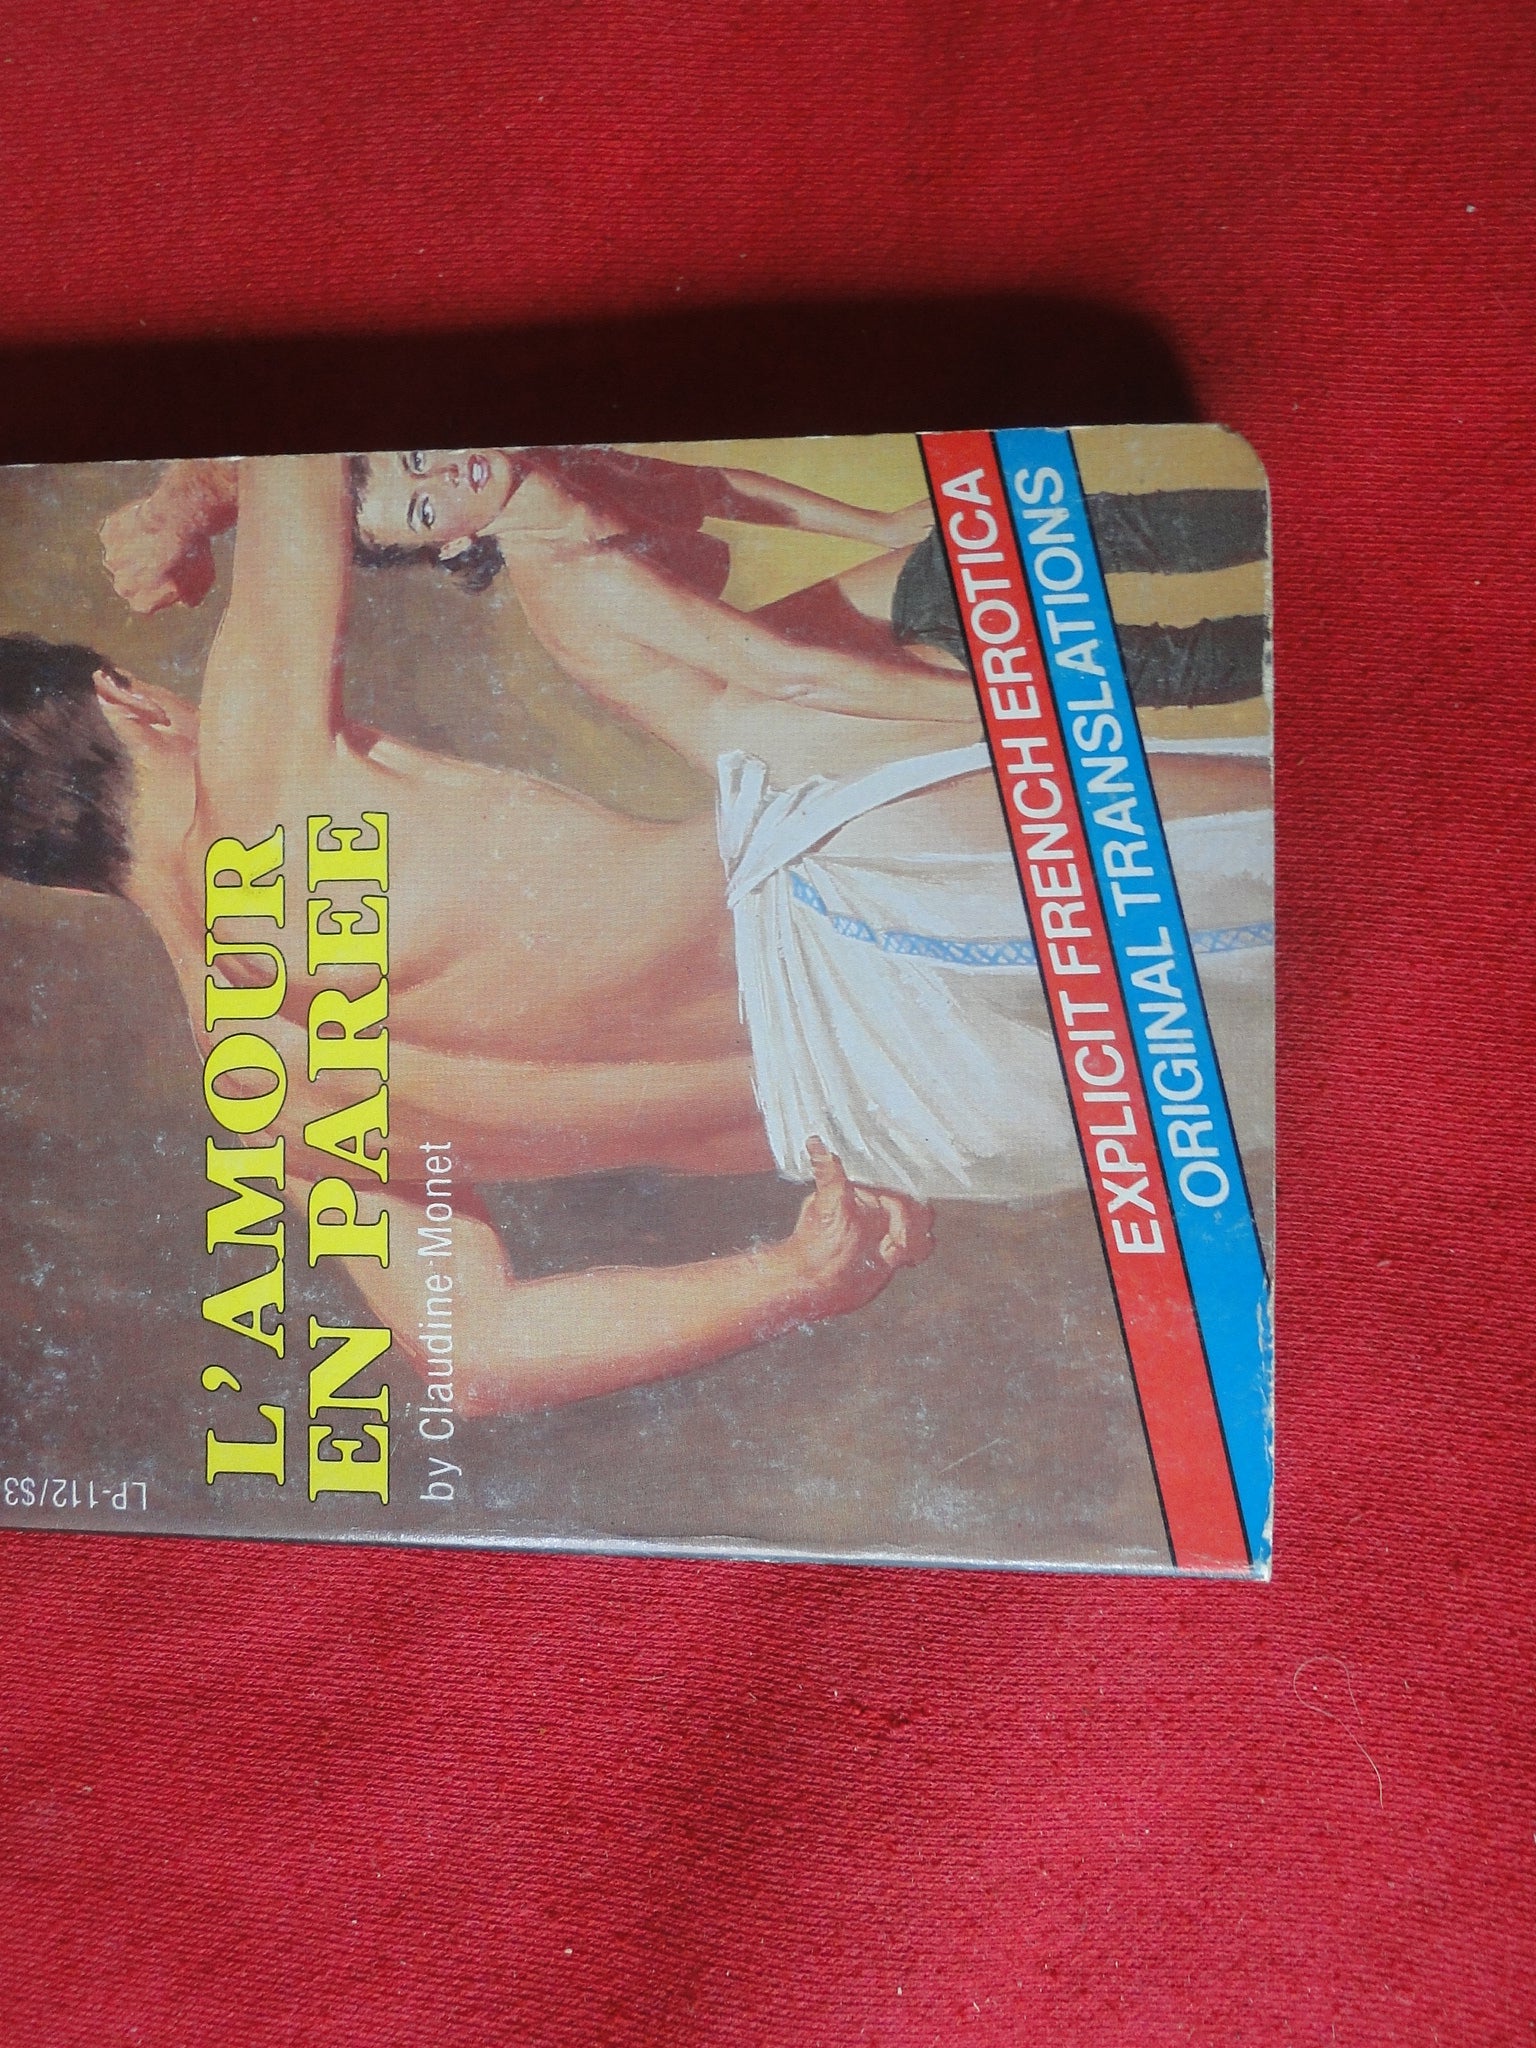 LP-112/$3
L'AMOUR
EN PAREE
by Claudine Monet
EXPLICIT FRENCH EROTICA
ORIGINAL TRANSLATIONS